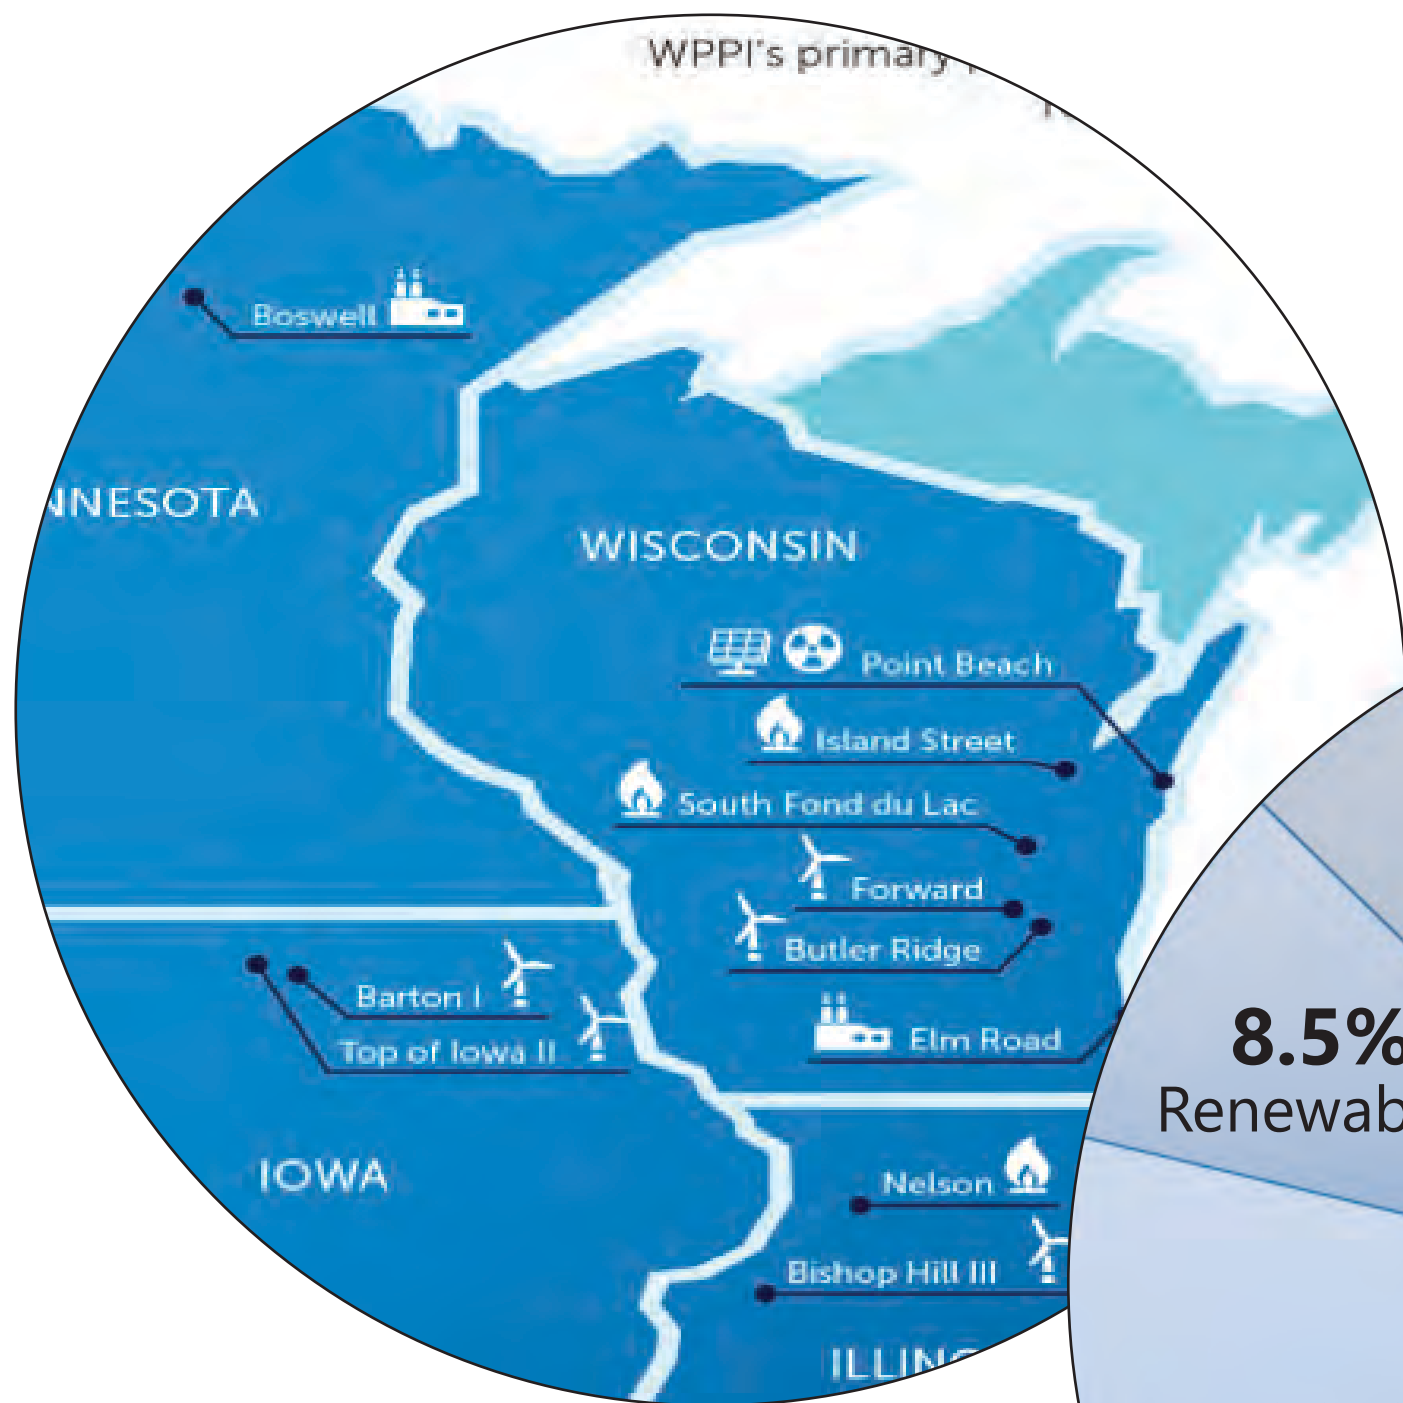 WPPI's primary
Boswell
NNESOTA
WISCONSIN
Point Beach
Island Street
South Fond du Lac
Forward
Butler Ridge
Barton I
Top of Iowa II
Elm Road
8.5%
Renewab
IOWA
Nelson
Bishop Hill III
ILLIN